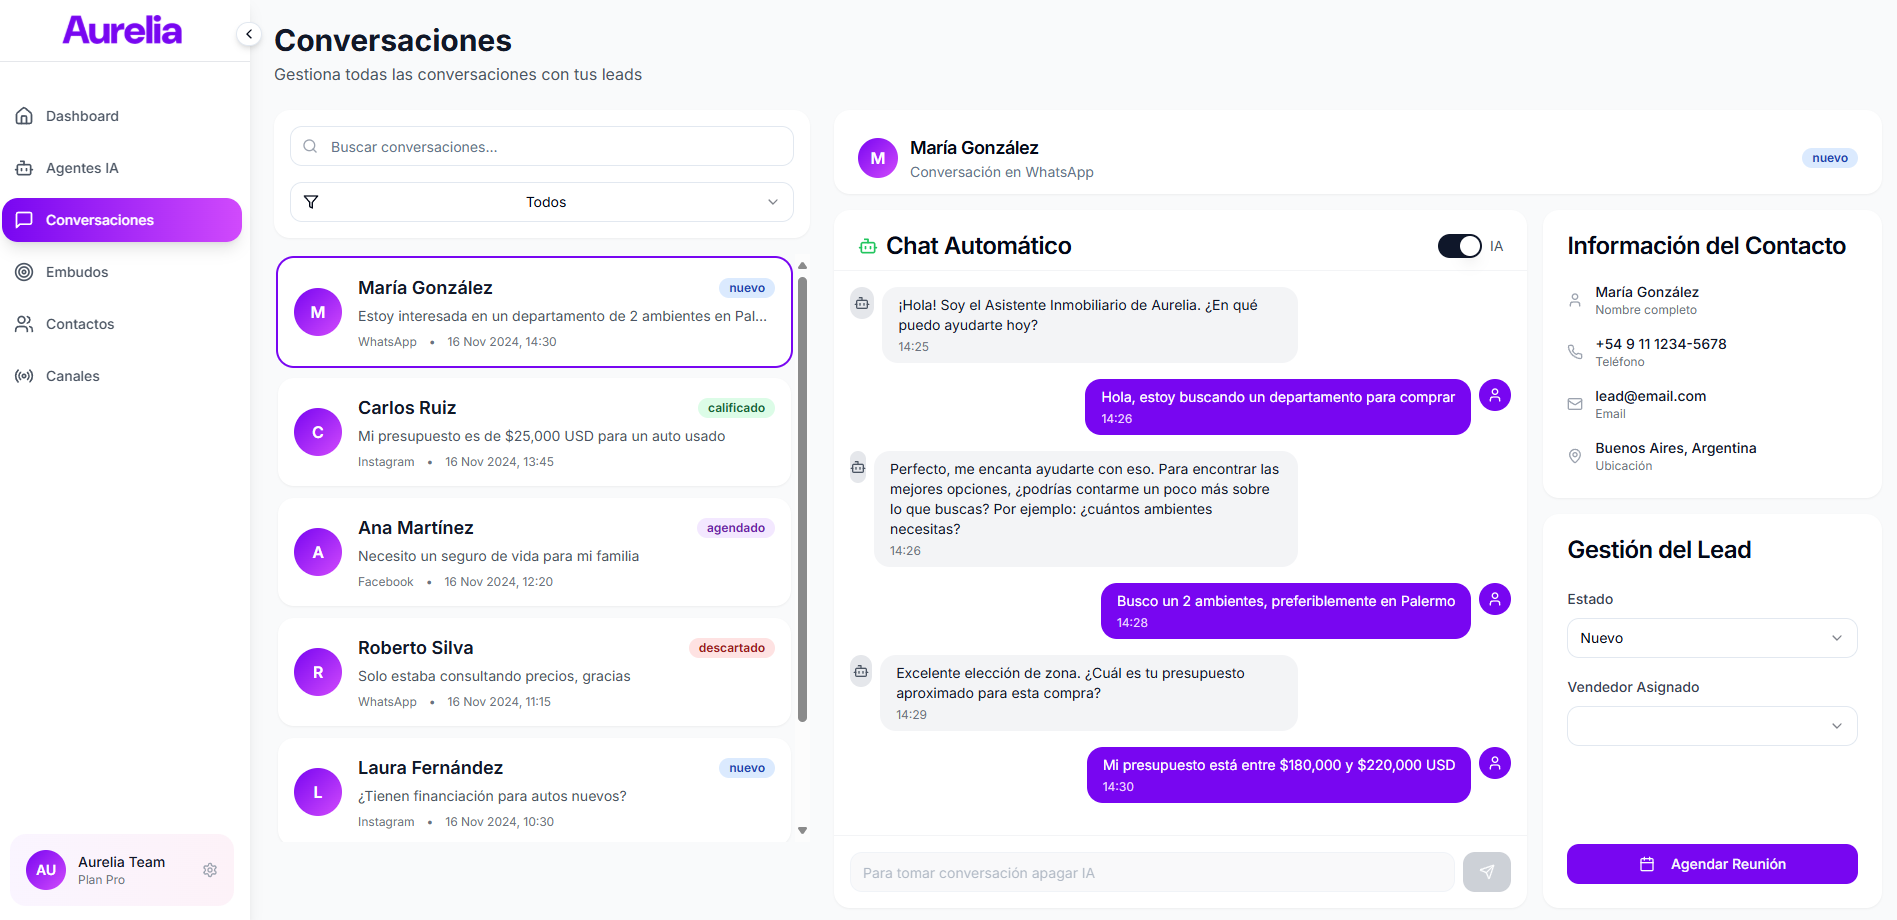 Aurelia
Dashboard
Agentes IA
Conversaciones
Embudos
Contactos
Canales
AU
Aurelia Team
Plan Pro
Conversaciones
Gestiona todas las conversaciones con tus leads
Buscar conversaciones...
Todos
M
María González
nuevo
Estoy interesada en un departamento de 2 ambientes en Pal...
WhatsApp • 16 Nov 2024, 14:30
C
Carlos Ruiz
calificado
Mi presupuesto es de $25,000 USD para un auto usado
Instagram • 16 Nov 2024, 13:45
A
Ana Martínez
agendado
Necesito un seguro de vida para mi familia
Facebook • 16 Nov 2024, 12:20
R
Roberto Silva
descartado
Solo estaba consultando precios, gracias
WhatsApp • 16 Nov 2024, 11:15
L
Laura Fernández
nuevo
¿Tienen financiación para autos nuevos?
Instagram • 16 Nov 2024, 10:30
M
María González
Conversación en WhatsApp
nuevo
Chat Automático
IA
¡Hola! Soy el Asistente Inmobiliario de Aurelia. ¿En qué
puedo ayudarte hoy?
14:25
Hola, estoy buscando un departamento para comprar
14:26
Perfecto, me encanta ayudarte con eso. Para encontrar las
mejores opciones, ¿podrías contarme un poco más sobre
lo que buscas? Por ejemplo: ¿cuántos ambientes
necesitas?
14:26
Busco un 2 ambientes, preferiblemente en Palermo
14:28
Excelente elección de zona. ¿Cuál es tu presupuesto
aproximado para esta compra?
14:29
Mi presupuesto está entre $180,000 y $220,000 USD
14:30
Para tomar conversación apagar IA
Información del Contacto
María González
Nombre completo
+54 9 11 1234-5678
Teléfono
lead@email.com
Email
Buenos Aires, Argentina
Ubicación
Gestión del Lead
Estado
Nuevo
Vendedor Asignado
Agendar Reunión